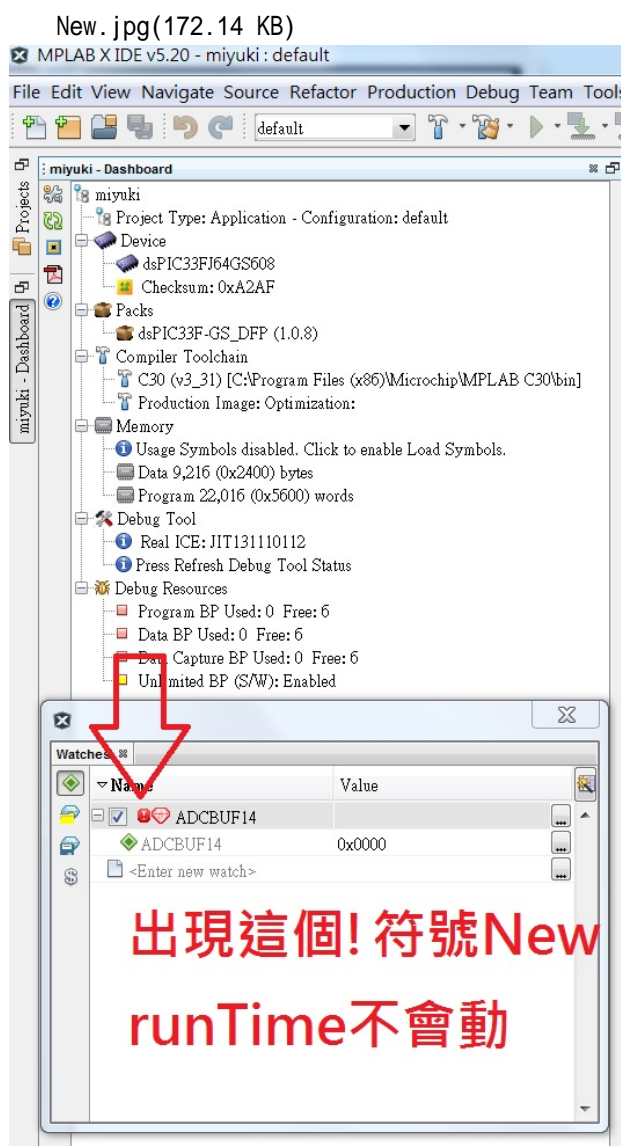 New.jpg(172.14 KB)
MPLAB X IDE v5.20 - miyuki : default
File Edit View Navigate Source Refactor Production Debug Team Tools
default
miyuki - Dashboard
Projects
miyuki - Dashboard
miyuki
Project Type: Application - Configuration: default
Device
dsPIC33FJ64GS608
Checksum: 0xA2AF
Packs
dsPIC33F-GS_DFP (1.0.8)
Compiler Toolchain
C30 (v3_31) [C:\Program Files (x86)\Microchip\MPLAB C30\bin]
Production Image: Optimization:
Memory
Usage Symbols disabled. Click to enable Load Symbols.
Data 9,216 (0x2400) bytes
Program 22,016 (0x5600) words
Debug Tool
Real ICE: JIT131110112
Press Refresh Debug Tool Status
Debug Resources
Program BP Used: 0 Free: 6
Data BP Used: 0 Free: 6
Data Capture BP Used: 0 Free: 6
Unlimited BP (S/W): Enabled
Watches
Name Value
ADCBUF14
ADCBUF14 0x0000
<Enter new watch>
出現這個!符號New
runTime不會動